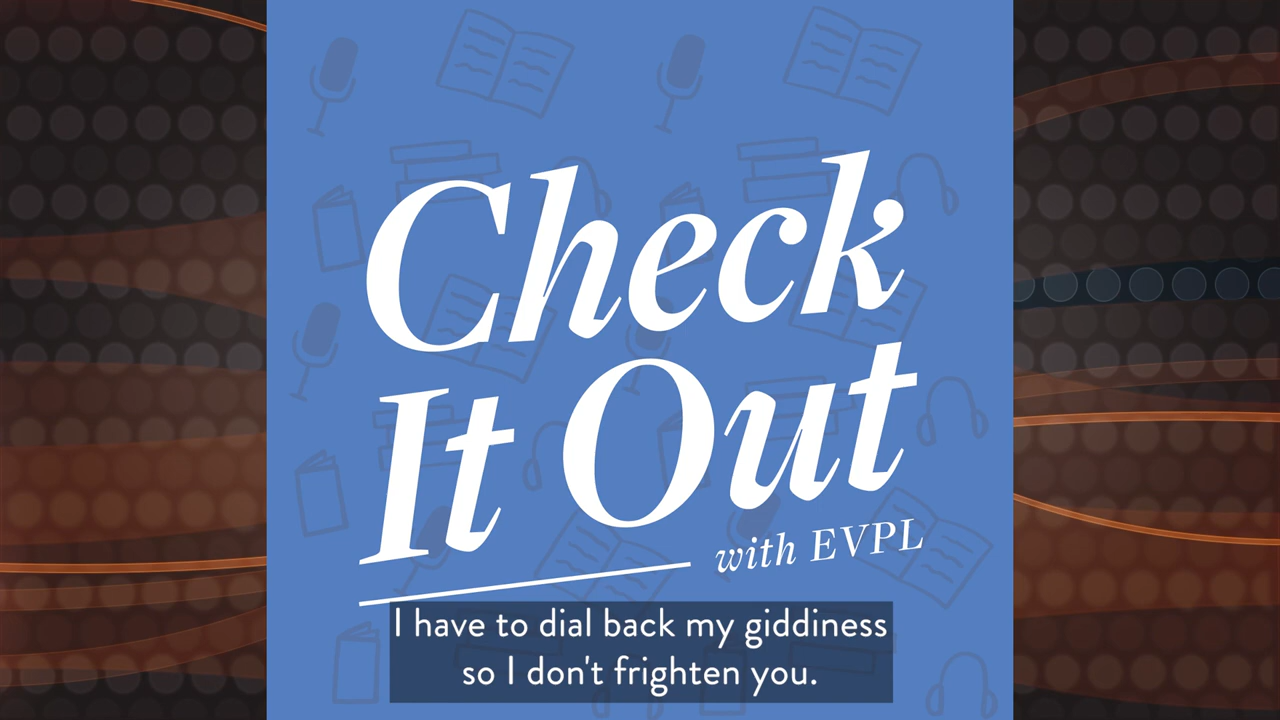 Check
It Out
with EVPL
I have to dial back my giddiness
so I don't frighten you.